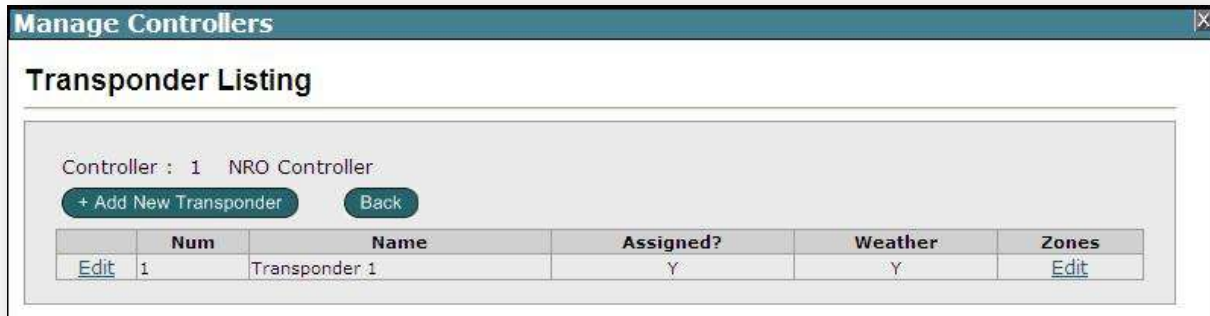 Manage Controllers X
Transponder Listing
Controller : 1 NRO Controller
+ Add New Transponder Back
Num Name Assigned? Weather Zones
Edit 1 Transponder 1 Y Y Edit